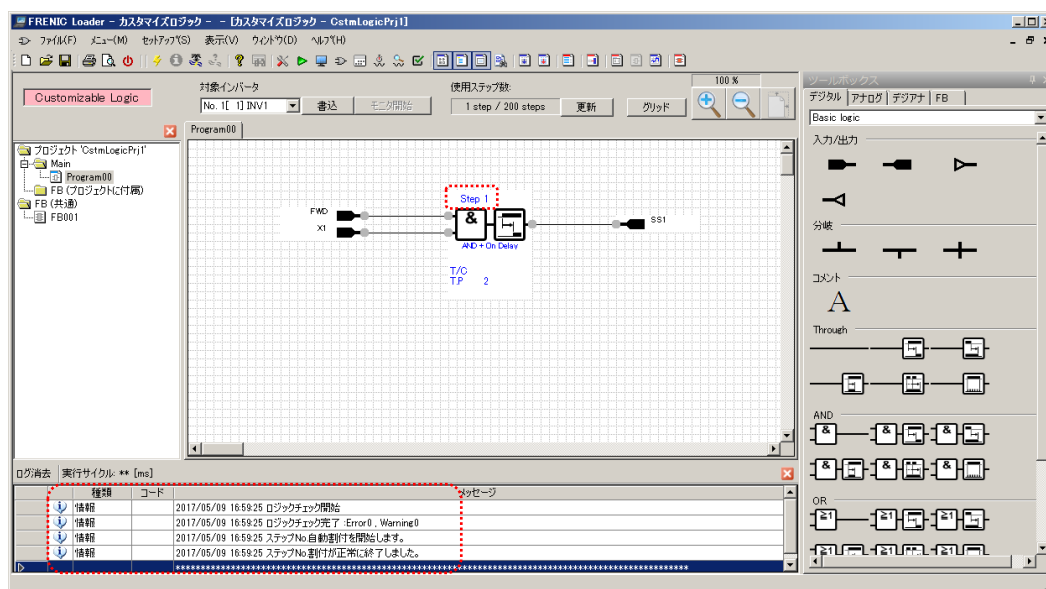 FRENIC Loader - カスタマイズロジック - - [カスタマイズロジック - CstmLogicPrj1]
ファイル(F) メニュー(M) セットアップ(S) 表示(V) ウィンドウ(D) ヘルプ(H)
Customizable Logic
対象インバータ
No. 1[ 1] INV1
書込
モニタ開始
使用ステップ数:
1 step / 200 steps
更新
グリッド
100 %
プロジェクト 'CstmLogicPrj1'
Main
Program00
FB (プロジェクトに付属)
FB (共通)
FB001
Program00
Step 1
FWD
X1
&
SS1
AND + On Delay
T/C
T.P 2
ツールボックス
デジタル アナログ デジアナ FB
Basic logic
入力/出力
分岐
コメント
A
Through
AND
& & &
& & &
OR
≧1 ≧1 ≧1
≧1 ≧1 ≧1
ログ消去 実行サイクル: ** [ms]
種類 コード メッセージ
情報 2017/05/09 16:59:25 ロジックチェック開始
情報 2017/05/09 16:59:25 ロジックチェック完了 :Error0 , Warning0
情報 2017/05/09 16:59:25 ステップNo.自動割付を開始します。
情報 2017/05/09 16:59:25 ステップNo.割付が正常に終了しました。